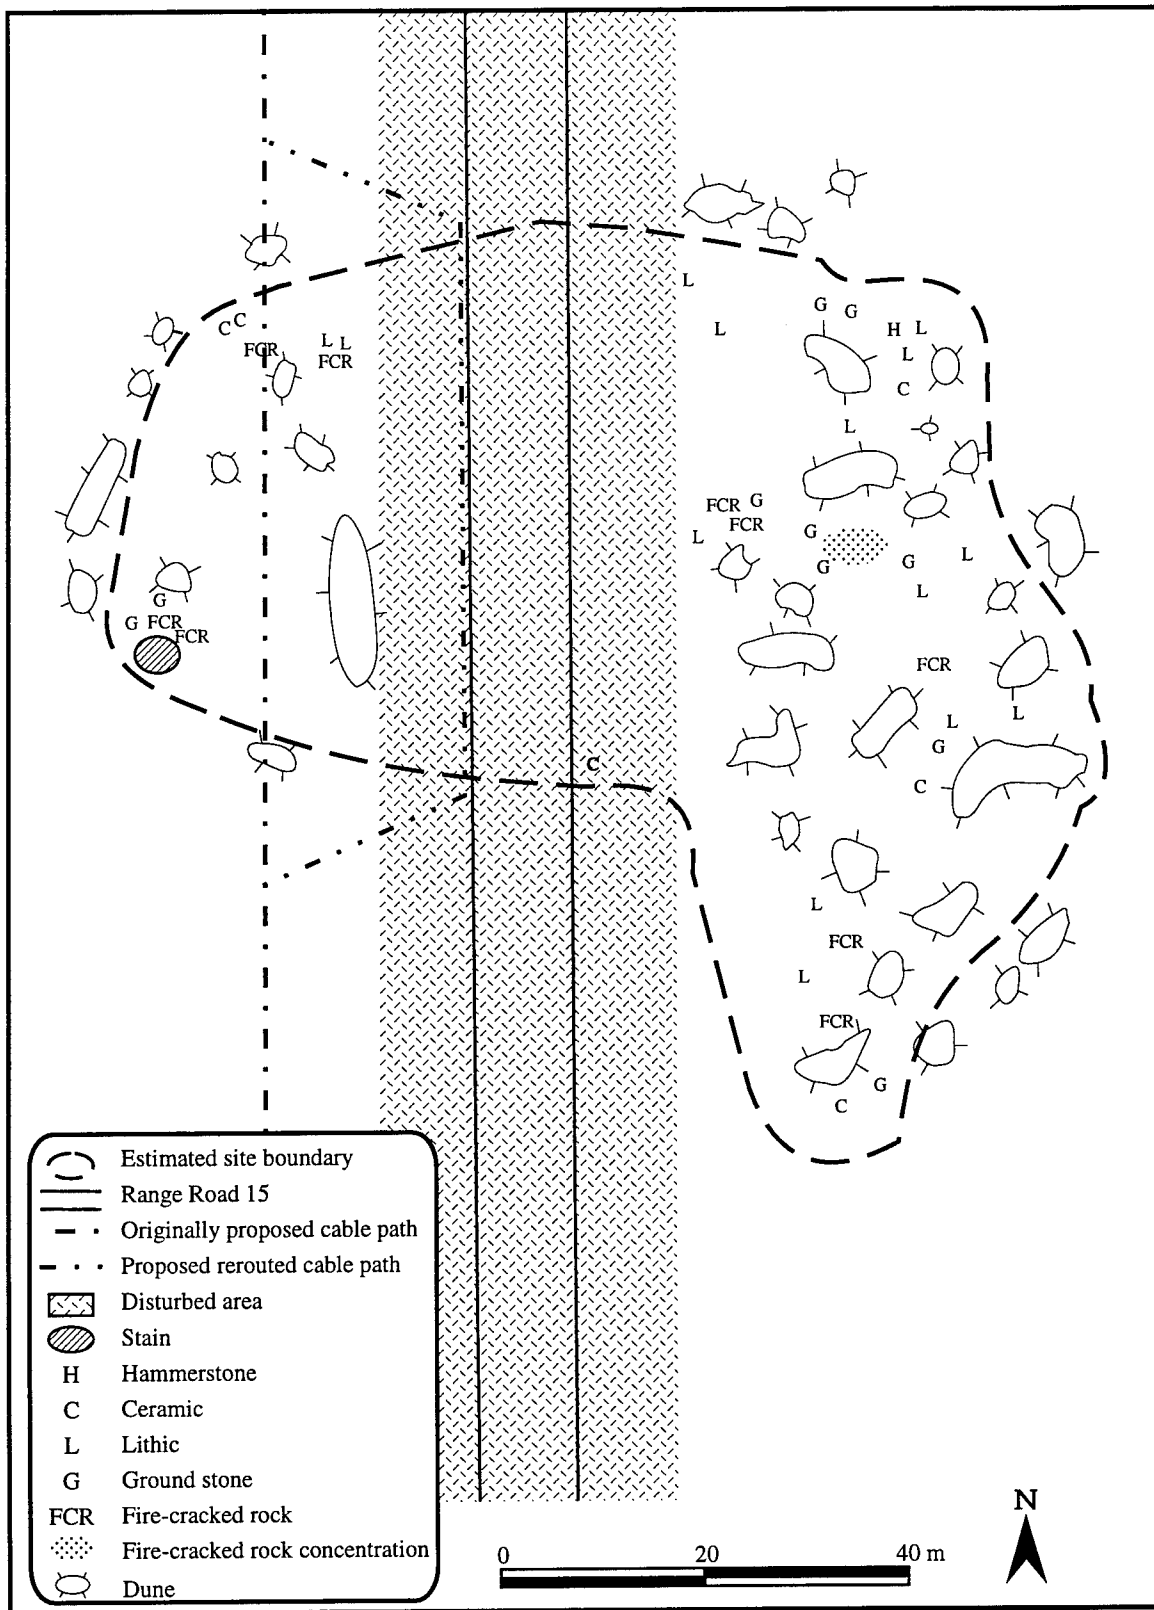 L
G G
C C
H L
L
FCR
L L
FCR
L
C
L
FCR G
FCR
G
L
L
G
G
L
G
G FCR
FCR
FCR
L
L
G
C
C
L
FCR
L
FCR
G
C
Estimated site boundary
Range Road 15
Originally proposed cable path
Proposed rerouted cable path
Disturbed area
Stain
H Hammerstone
C Ceramic
L Lithic
G Ground stone
FCR Fire-cracked rock
Fire-cracked rock concentration
Dune
0 20 40 m
N